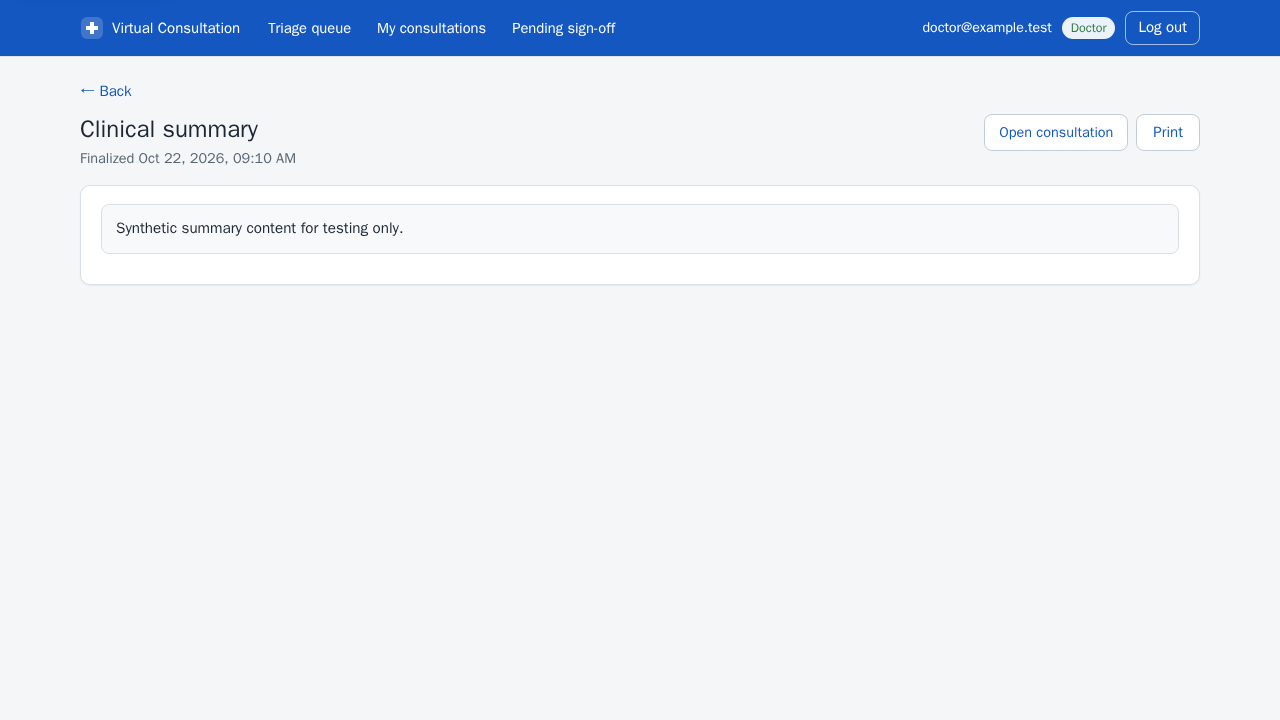 Virtual Consultation Triage queue My consultations Pending sign-off doctor@example.test Doctor Log out
← Back
Clinical summary
Open consultation Print
Finalized Oct 22, 2026, 09:10 AM
Synthetic summary content for testing only.